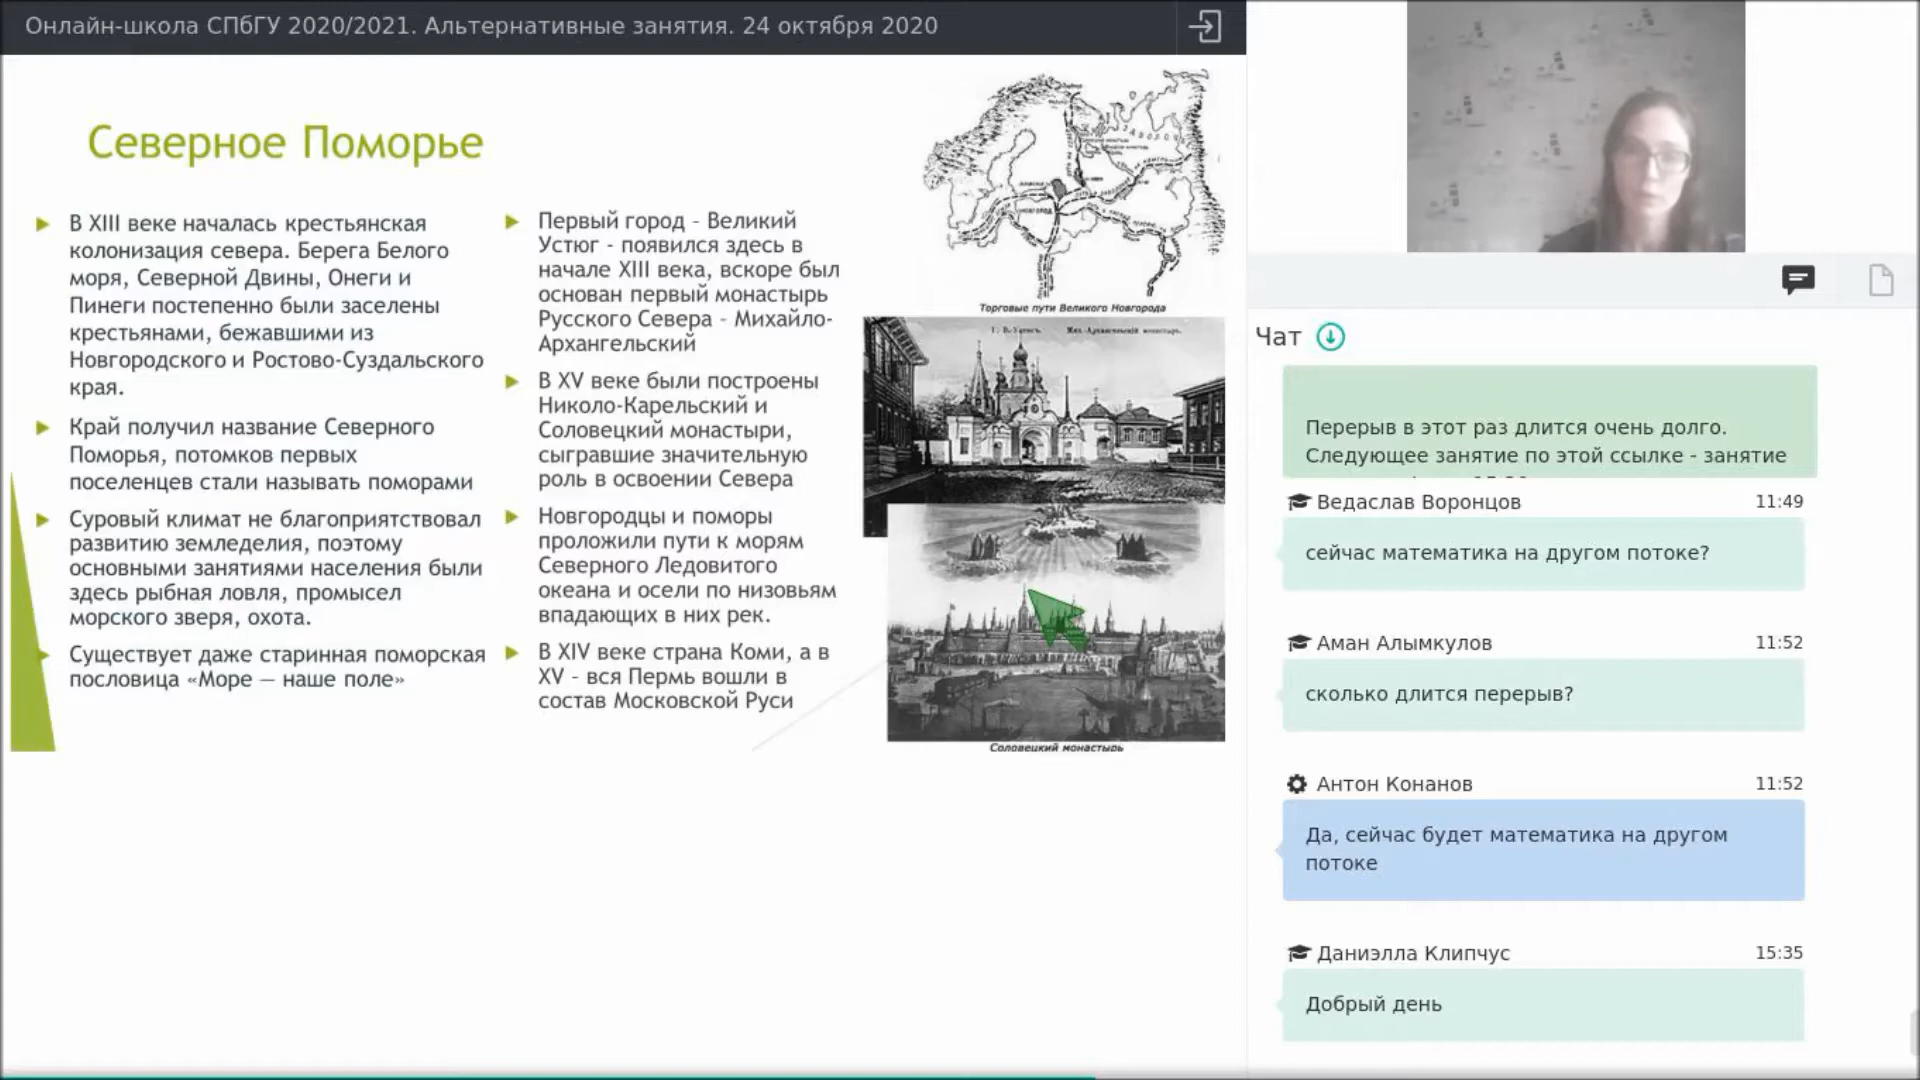 Онлайн-школа СПбГУ 2020/2021. Альтернативные занятия. 24 октября 2020
Северное Поморье
В XIII веке началась крестьянская
колонизация севера. Берега Белого
моря, Северной Двины, Онеги и
Пинеги постепенно были заселены
крестьянами, бежавшими из
Новгородского и Ростово-Суздальского
края.
Край получил название Северного
Поморья, потомков первых
поселенцев стали называть поморами
Суровый климат не благоприятствовал
развитию земледелия, поэтому
основными занятиями населения были
здесь рыбная ловля, промысел
морского зверя, охота.
Существует даже старинная поморская
пословица «Море — наше поле»
Первый город - Великий
Устюг - появился здесь в
начале XIII века, вскоре был
основан первый монастырь
Русского Севера - Михайло-
Архангельский
В XV веке были построены
Николо-Карельский и
Соловецкий монастыри,
сыгравшие значительную
роль в освоении Севера
Новгородцы и поморы
проложили пути к морям
Северного Ледовитого
океана и осели по низовьям
впадающих в них рек.
В XIV веке страна Коми, а в
XV - вся Пермь вошли в
состав Московской Руси
Торговые пути Великого Новгорода
Соловецкий монастырь
Чат
Перерыв в этот раз длится очень долго.
Следующее занятие по этой ссылке - занятие
Ведаслав Воронцов 11:49
сейчас математика на другом потоке?
Аман Алымкулов 11:52
сколько длится перерыв?
Антон Конанов 11:52
Да, сейчас будет математика на другом
потоке
Даниэлла Клипчус 15:35
Добрый день